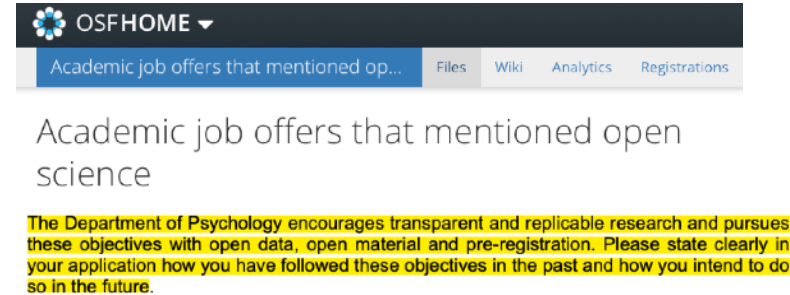 OSFHOME
Academic job offers that mentioned op... Files Wiki Analytics Registrations
Academic job offers that mentioned open
science
The Department of Psychology encourages transparent and replicable research and pursues
these objectives with open data, open material and pre-registration. Please state clearly in
your application how you have followed these objectives in the past and how you intend to do
so in the future.